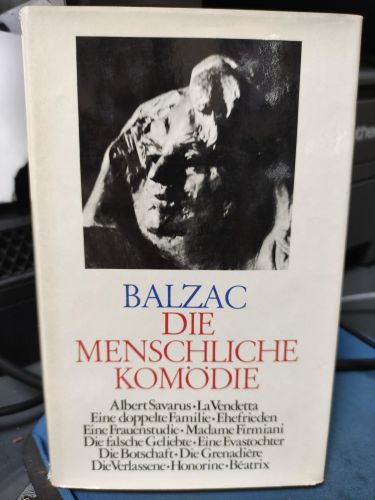 BALZAC
DIE
MENSCHLICHE
KOMÖDIE
Albert Savarus · La Vendetta
Eine doppelte Familie · Ehefrieden
Eine Frauenstudie · Madame Firmiani
Die falsche Geliebte · Eine Evastochter
Die Botschaft · Die Grenadière
Die Verlassene · Honorine · Béatrix